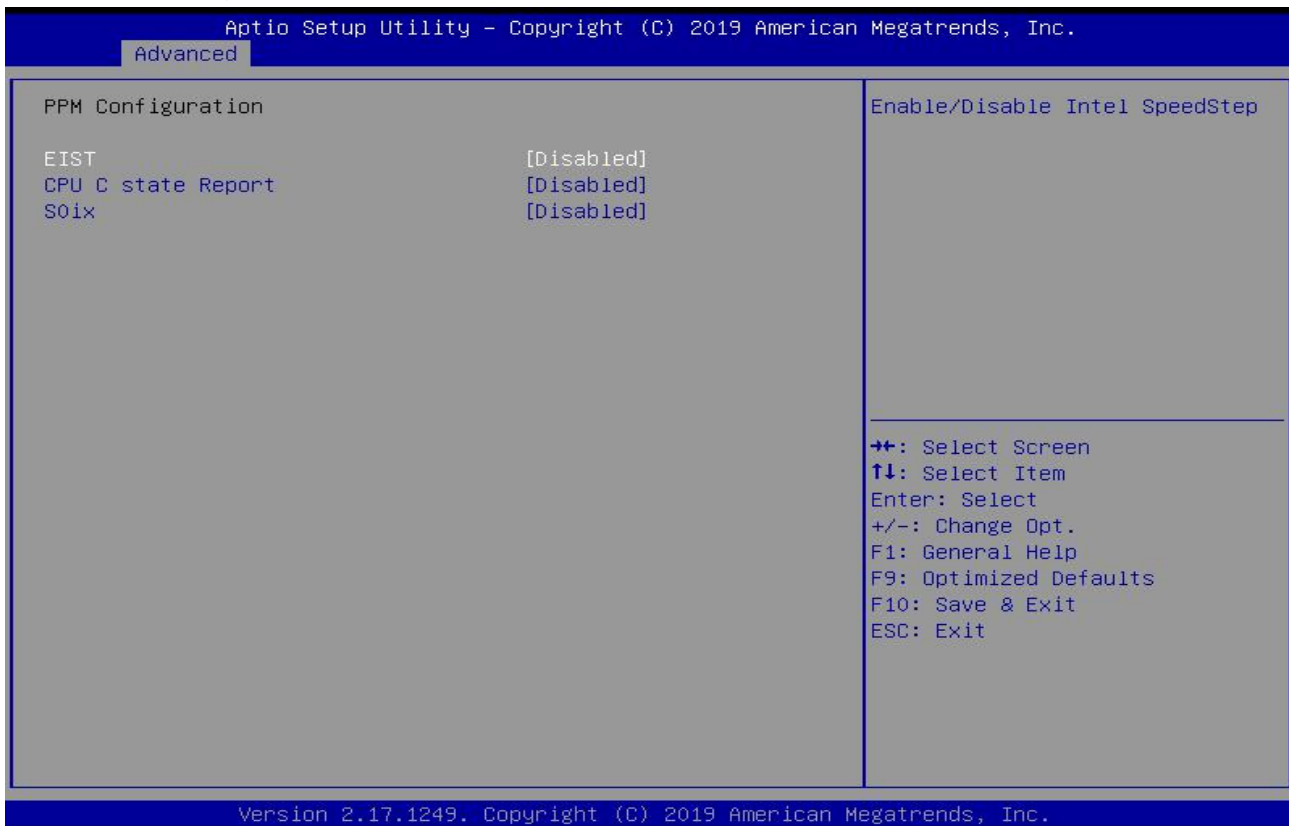 Aptio Setup Utility – Copyright (C) 2019 American Megatrends, Inc.
Advanced
PPM Configuration
EIST [Disabled]
CPU C state Report [Disabled]
S0ix [Disabled]
Enable/Disable Intel SpeedStep
→←: Select Screen
↑↓: Select Item
Enter: Select
+/-: Change Opt.
F1: General Help
F9: Optimized Defaults
F10: Save & Exit
ESC: Exit
Version 2.17.1249. Copyright (C) 2019 American Megatrends, Inc.